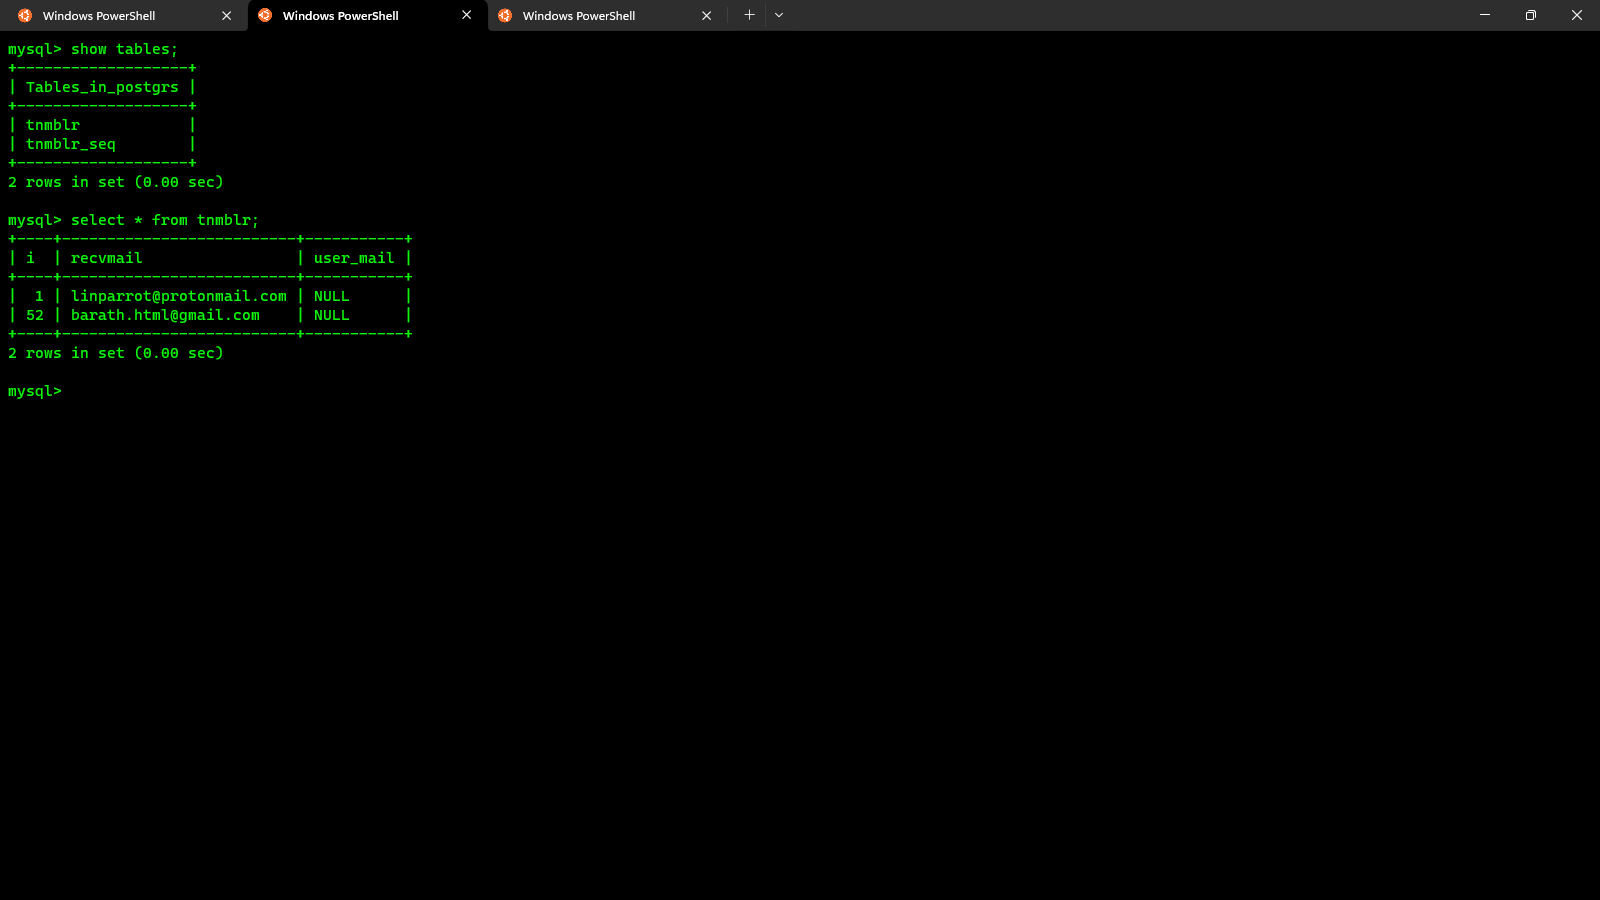 Windows PowerShell
Windows PowerShell
Windows PowerShell
mysql> show tables;
+-------------------+
| Tables_in_postgrs |
+-------------------+
| tnmblr            |
| tnmblr_seq        |
+-------------------+
2 rows in set (0.00 sec)
mysql> select * from tnmblr;
+----+--------------------------+-----------+
| i  | recvmail                 | user_mail |
+----+--------------------------+-----------+
|  1 | linparrot@protonmail.com | NULL      |
| 52 | barath.html@gmail.com    | NULL      |
+----+--------------------------+-----------+
2 rows in set (0.00 sec)
mysql>